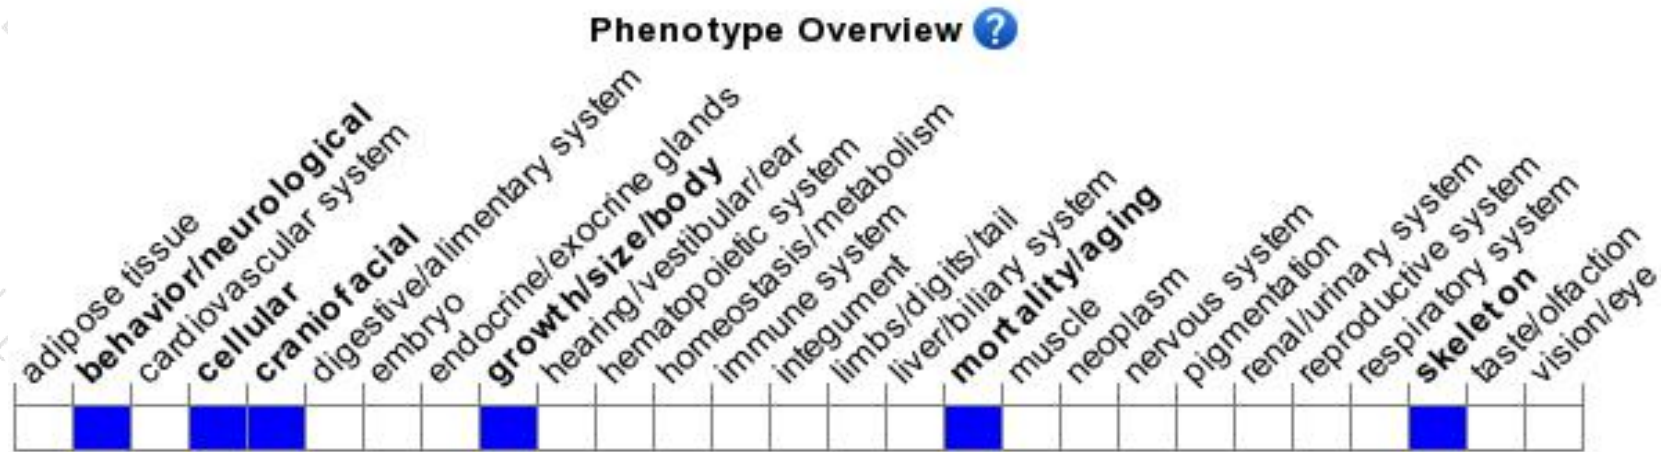 Phenotype Overview ?
adipose tissue
behavior/neurological
cardiovascular system
cellular
craniofacial
digestive/alimentary system
embryo
endocrine/exocrine glands
growth/size/body
hearing/vestibular/ear
hematopoietic system
homeostasis/metabolism
immune system
integument
limbs/digits/tail
liver/biliary system
mortality/aging
muscle
neoplasm
nervous system
pigmentation
renal/urinary system
reproductive system
respiratory system
skeleton
taste/olfaction
vision/eye